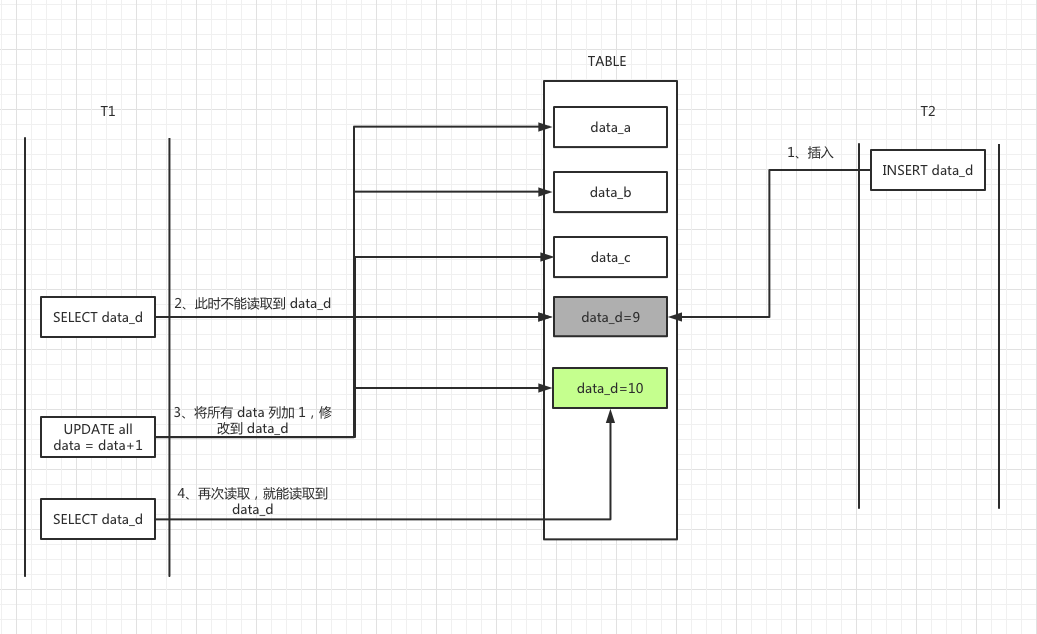 TABLE
T1
T2
data_a
1、插入
INSERT data_d
data_b
data_c
2、此时不能读取到 data_d
SELECT data_d
data_d=9
data_d=10
3、将所有 data 列加 1，修
改到 data_d
UPDATE all
data = data+1
4、再次读取，就能读取到
data_d
SELECT data_d